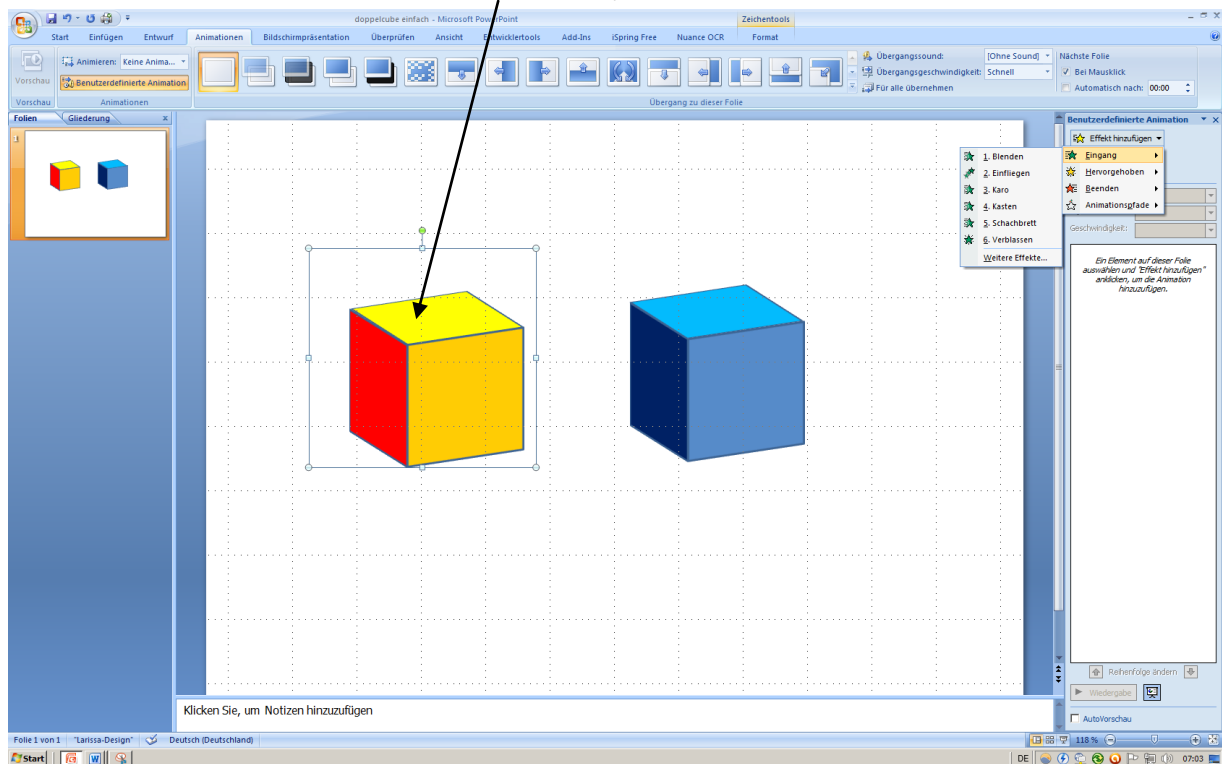 doppelcube einfach - Microsoft PowerPoint
Zeichentools
Start Einfügen Entwurf Animationen Bildschirmpräsentation Überprüfen Ansicht Entwicklertools Add-Ins iSpring Free Nuance OCR Format
Vorschau
Animieren: Keine Anima...
Benutzerdefinierte Animation
Übergangssound: [Ohne Sound]
Übergangsgeschwindigkeit: Schnell
Für alle übernehmen
Nächste Folie
Bei Mausklick
Automatisch nach: 00:00
Vorschau Animationen Übergang zu dieser Folie
Folien Gliederung
1
Benutzerdefinierte Animation
Effekt hinzufügen
Eingang
Hervorgehoben
Beenden
Animationspfade
1. Blenden
2. Einfliegen
3. Karo
4. Kasten
5. Schachbrett
6. Verblassen
Weitere Effekte...
Geschwindigkeit:
Ein Element auf dieser Folie
auswählen und "Effekt hinzufügen"
anklicken, um die Animation
hinzuzufügen.
Reihenfolge ändern
Wiedergabe
AutoVorschau
Klicken Sie, um Notizen hinzuzufügen
Folie 1 von 1 "Larissa-Design" Deutsch (Deutschland) 118 %
Start DE 07:03